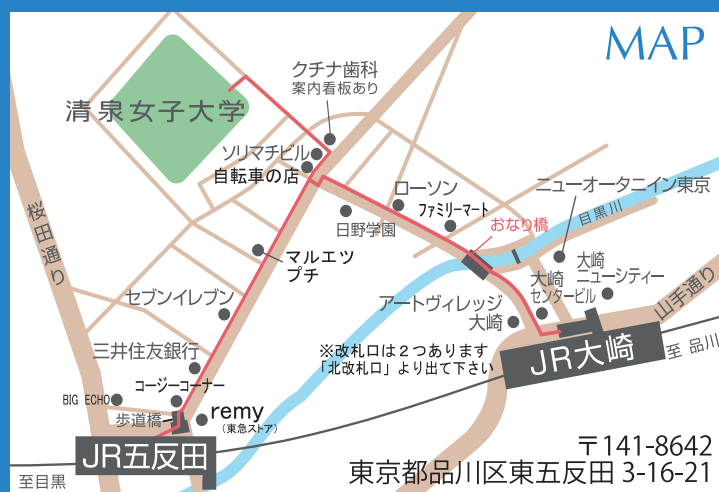 MAP
クチナ歯科
案内看板あり
清泉女子大学
ソリマチビル
自転車の店
ローソン
ファミリーマート
ニューオータニイン東京
目黒川
日野学園
おなり橋
桜田通り
マルエツ
プチ
大崎
ニューシティー
大崎
センタービル
アートヴィレッジ
大崎
山手通り
セブンイレブン
三井住友銀行
※改札口は2つあります
「北改札口」より出て下さい
JR大崎
至 品川
コージーコーナー
BIG ECHO
歩道橋
remy
(東急ストア)
JR五反田
至目黒
〒141-8642
東京都品川区東五反田 3-16-21